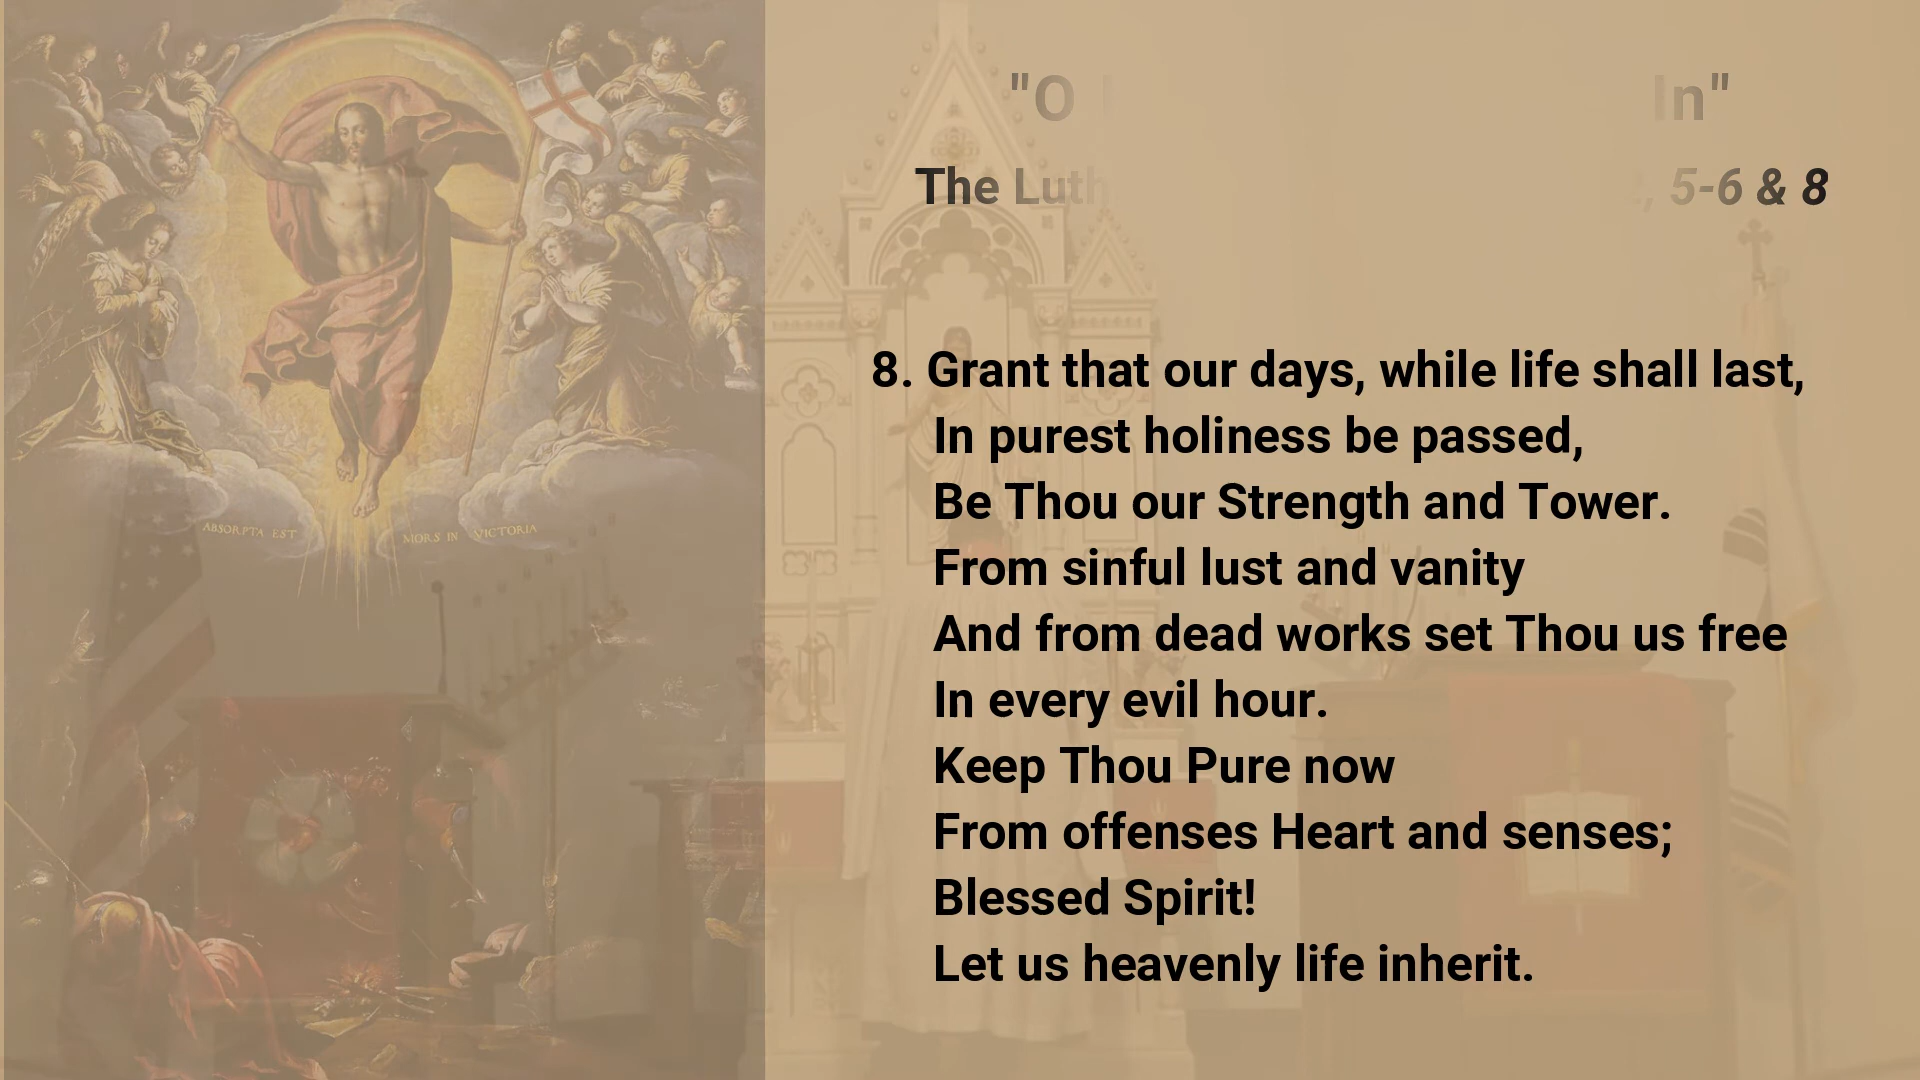 "O In"
The Luth , 5-6 & 8
8. Grant that our days, while life shall last,
In purest holiness be passed,
Be Thou our Strength and Tower.
From sinful lust and vanity
And from dead works set Thou us free
In every evil hour.
Keep Thou Pure now
From offenses Heart and senses;
Blessed Spirit!
Let us heavenly life inherit.
ABSORPTA EST MORS IN VICTORIA